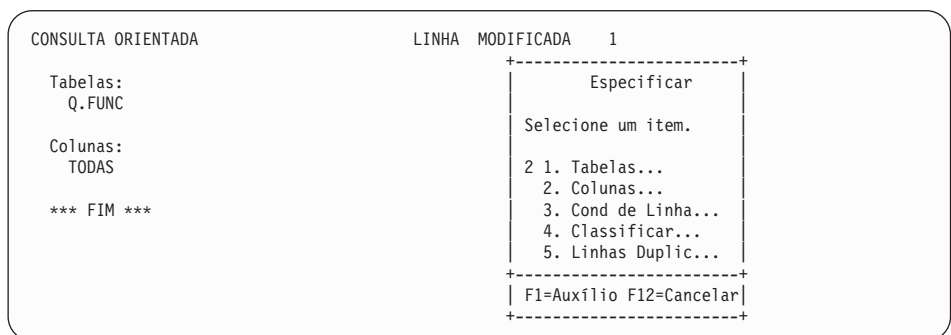 CONSULTA ORIENTADA LINHA MODIFICADA 1
+-------------------------+
Tabelas: | Especificar |
Q.FUNC | |
| Selecione um item. |
Colunas: | |
TODAS | 2 1. Tabelas... |
| 2. Colunas... |
*** FIM *** | 3. Cond de Linha... |
| 4. Classificar... |
| 5. Linhas Duplic... |
+-------------------------+
| F1=Auxílio F12=Cancelar|
+-------------------------+